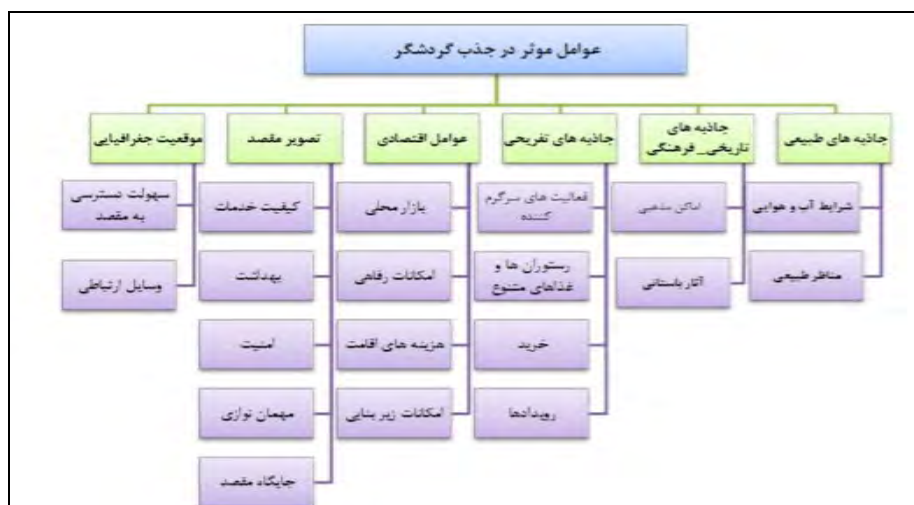 عوامل موثر در جذب گردشگر
جاذبه های طبیعی
جاذبه های
تاریخی_فرهنگی
جاذبه های تفریحی
عوامل اقتصادی
تصویر مقصد
موقعیت جغرافیایی
شرایط آب و هوایی
مناظر طبیعی
اماکن مذهبی
آثار باستانی
فعالیت های سرگرم
کننده
رستوران ها و
غذاهای متنوع
خرید
رویدادها
بازار محلی
امکانات رفاهی
هزینه های اقامت
امکانات زیر بنایی
کیفیت خدمات
بهداشت
امنیت
مهمان نوازی
جایگاه مقصد
سهولت دسترسی
به مقصد
وسایل ارتباطی